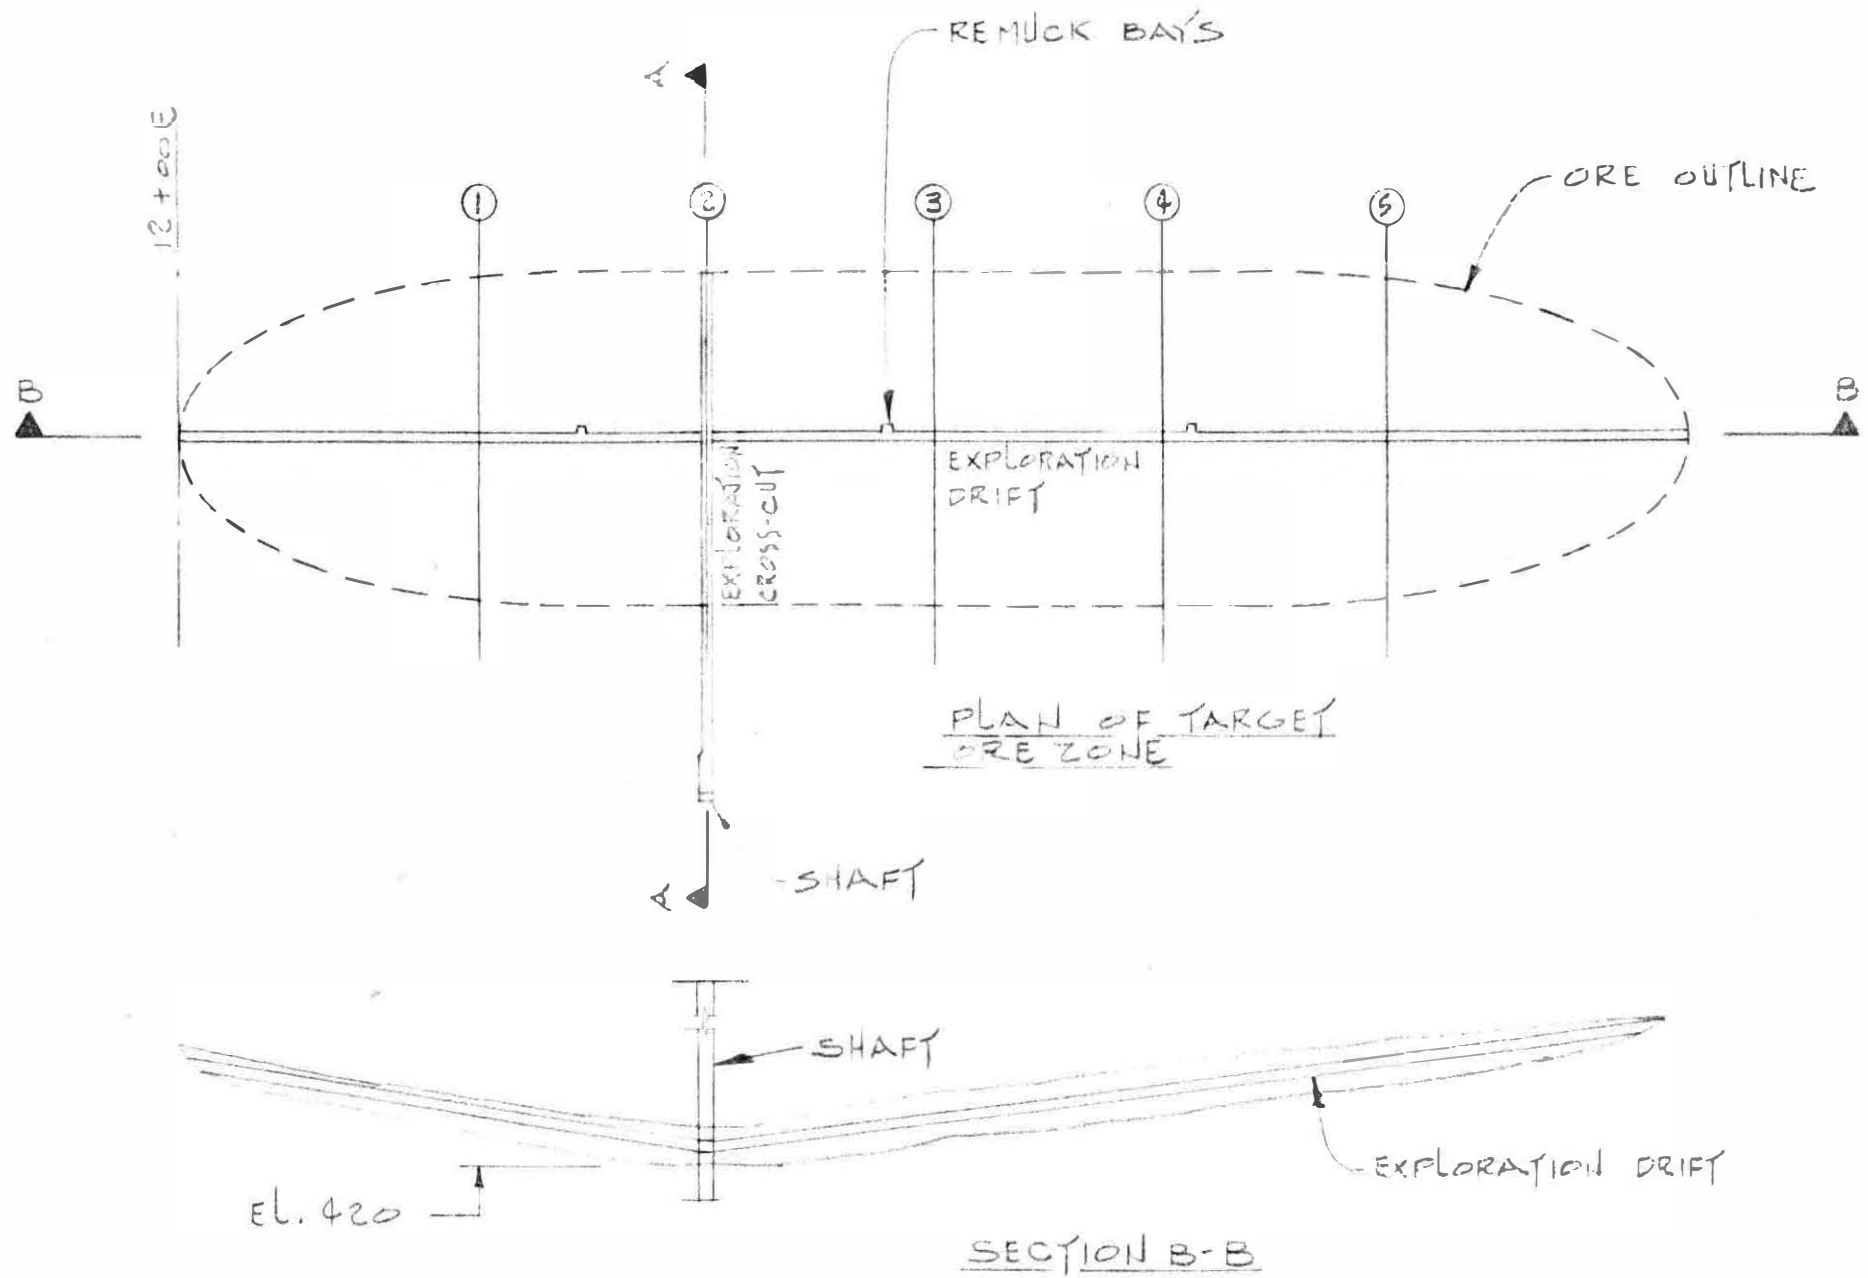 REMUCK BAYS
A
12+00E
1
2
3
4
5
ORE OUTLINE
B
B
EXPLORATION
DRIFT
EXPLORATION
CROSS-CUT
PLAN OF TARGET
ORE ZONE
SHAFT
A
SHAFT
EXPLORATION DRIFT
EL. 420
SECTION B-B